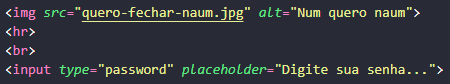 <img src="quero-fechar-naum.jpg" alt="Num quero naum">
<hr>
<br>
<input type="password" placeholder="Digite sua senha...">